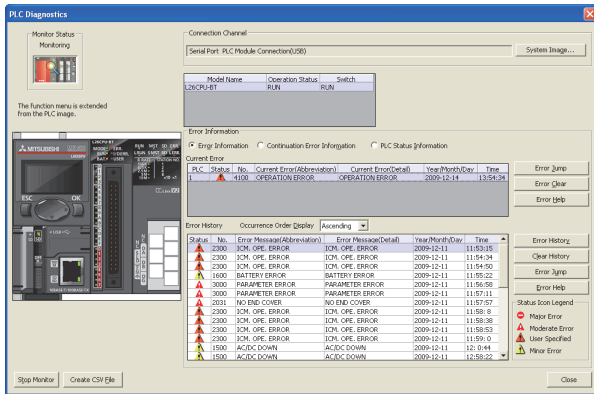 PLC Diagnostics
Monitor Status
Monitoring
The function menu is extended
from the PLC image.
Connection Channel
Serial Port PLC Module Connection(USB)
System Image...
Model Name Operation Status Switch
L26CPU-BT RUN RUN
MITSUBISHI
L26CPU-BT
ESC OK
Error Information
Error Information Continuation Error Information PLC Status Information
Current Error
PLC Status No. Current Error(Abbreviation) Current Error(Detail) Year/Month/Day Time
1 4100 OPERATION ERROR OPERATION ERROR 2009-12-14 13:54:34
Error Jump
Error Clear
Error Help
Error History Occurrence Order Display Ascending
Status No. Error Message(Abbreviation) Error Message(Detail) Year/Month/Day Time
2300 ICM. OPE. ERROR ICM. OPE. ERROR 2009-12-11 11:53:15
2300 ICM. OPE. ERROR ICM. OPE. ERROR 2009-12-11 11:54:34
2300 ICM. OPE. ERROR ICM. OPE. ERROR 2009-12-11 11:54:50
1600 BATTERY ERROR BATTERY ERROR 2009-12-11 11:55:22
3000 PARAMETER ERROR PARAMETER ERROR 2009-12-11 11:56:58
3000 PARAMETER ERROR PARAMETER ERROR 2009-12-11 11:57:11
2031 NO END COVER NO END COVER 2009-12-11 11:57:57
2300 ICM. OPE. ERROR ICM. OPE. ERROR 2009-12-11 11:58: 8
2300 ICM. OPE. ERROR ICM. OPE. ERROR 2009-12-11 11:58:38
2300 ICM. OPE. ERROR ICM. OPE. ERROR 2009-12-11 11:58:53
2300 ICM. OPE. ERROR ICM. OPE. ERROR 2009-12-11 11:59: 0
1500 AC/DC DOWN AC/DC DOWN 2009-12-11 12: 0:44
1500 AC/DC DOWN AC/DC DOWN 2009-12-11 12:58:22
Error History
Clear History
Error Jump
Error Help
Status Icon Legend
Major Error
Moderate Error
User Specified
Minor Error
Stop Monitor
Create CSV File
Close